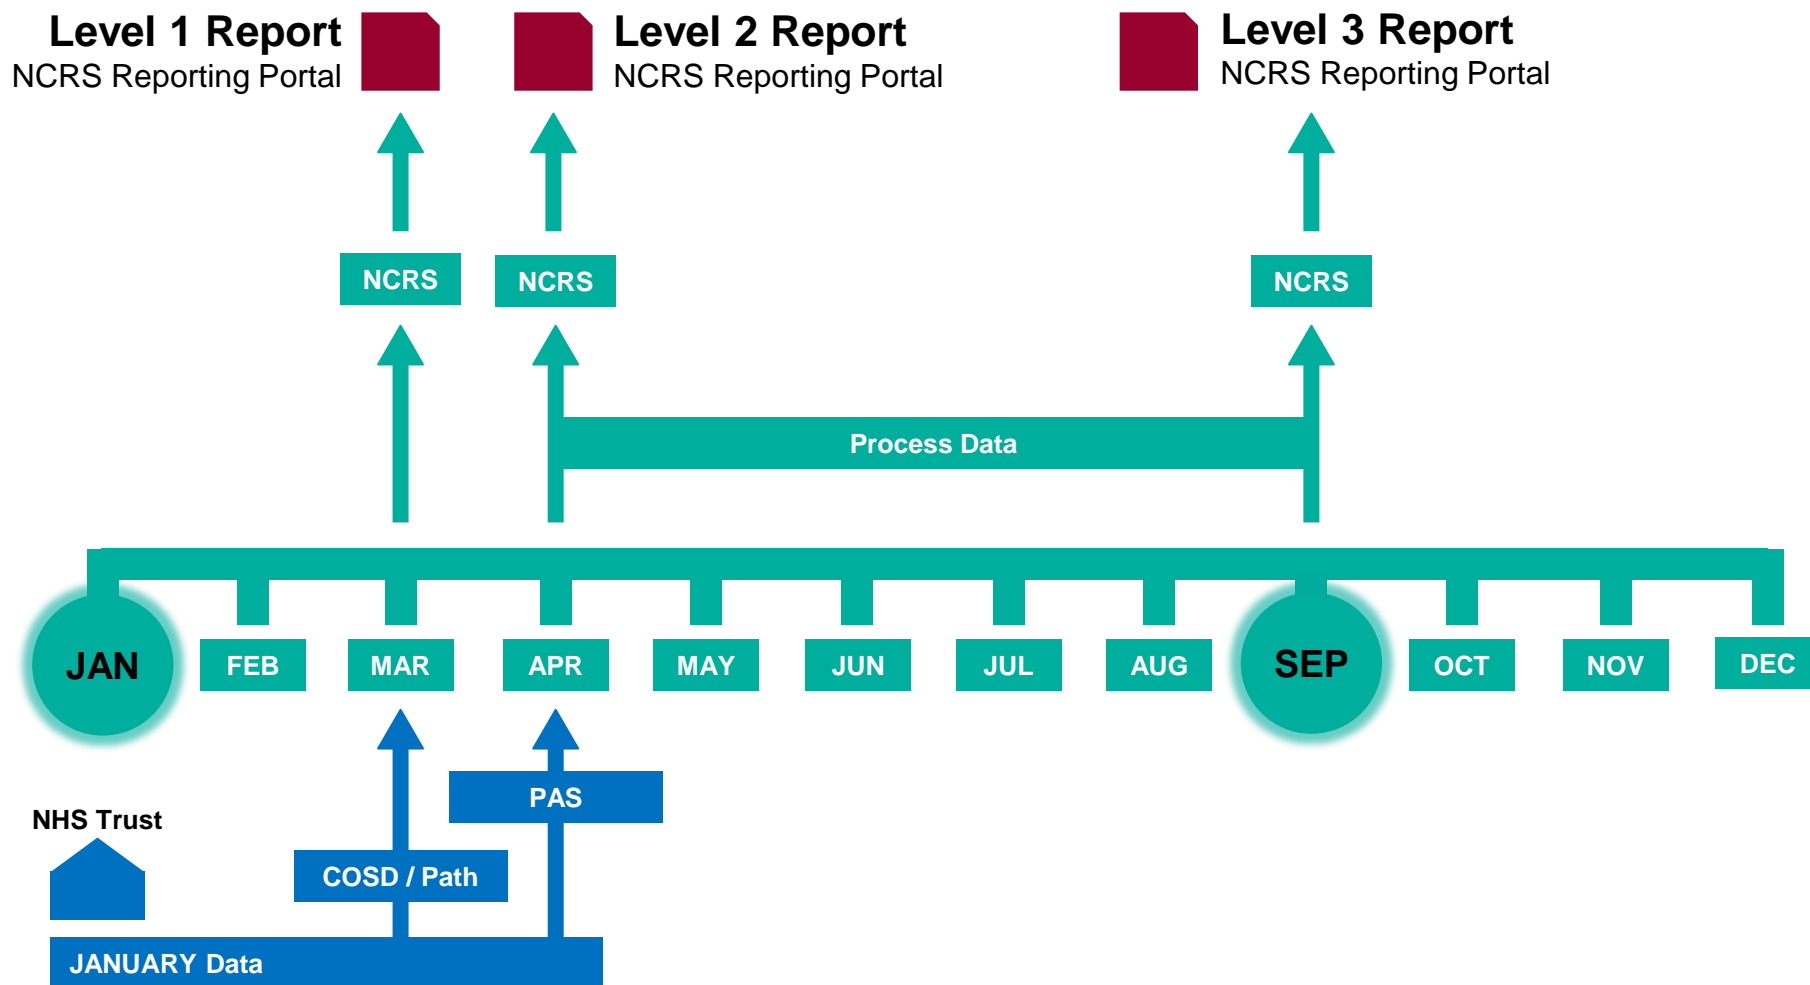 Level 1 Report
NCRS Reporting Portal
Level 2 Report
NCRS Reporting Portal
Level 3 Report
NCRS Reporting Portal
NCRS
NCRS
NCRS
Process Data
JAN
FEB
MAR
APR
MAY
JUN
JUL
AUG
SEP
OCT
NOV
DEC
PAS
NHS Trust
COSD / Path
JANUARY Data